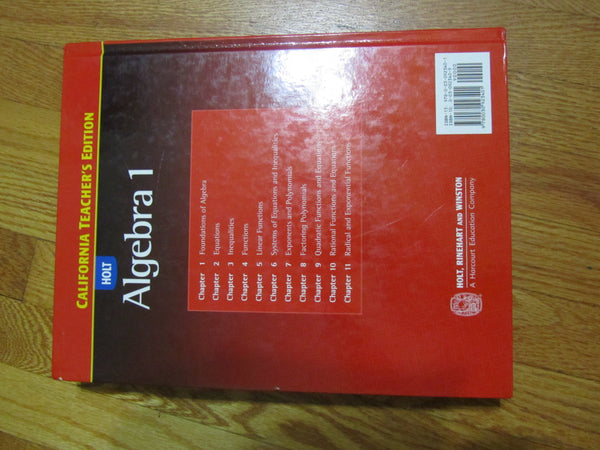 CALIFORNIA TEACHER'S EDITION
HOLT
Algebra 1
Chapter 1 Foundations of Algebra
Chapter 2 Equations
Chapter 3 Inequalities
Chapter 4 Functions
Chapter 5 Linear Functions
Chapter 6 Systems of Equations and Inequalities
Chapter 7 Exponents and Polynomials
Chapter 8 Factoring Polynomials
Chapter 9 Quadratic Functions and Equations
Chapter 10 Rational Functions and Equations
Chapter 11 Radical and Exponential Functions
HOLT, RINEHART AND WINSTON
A Harcourt Education Company